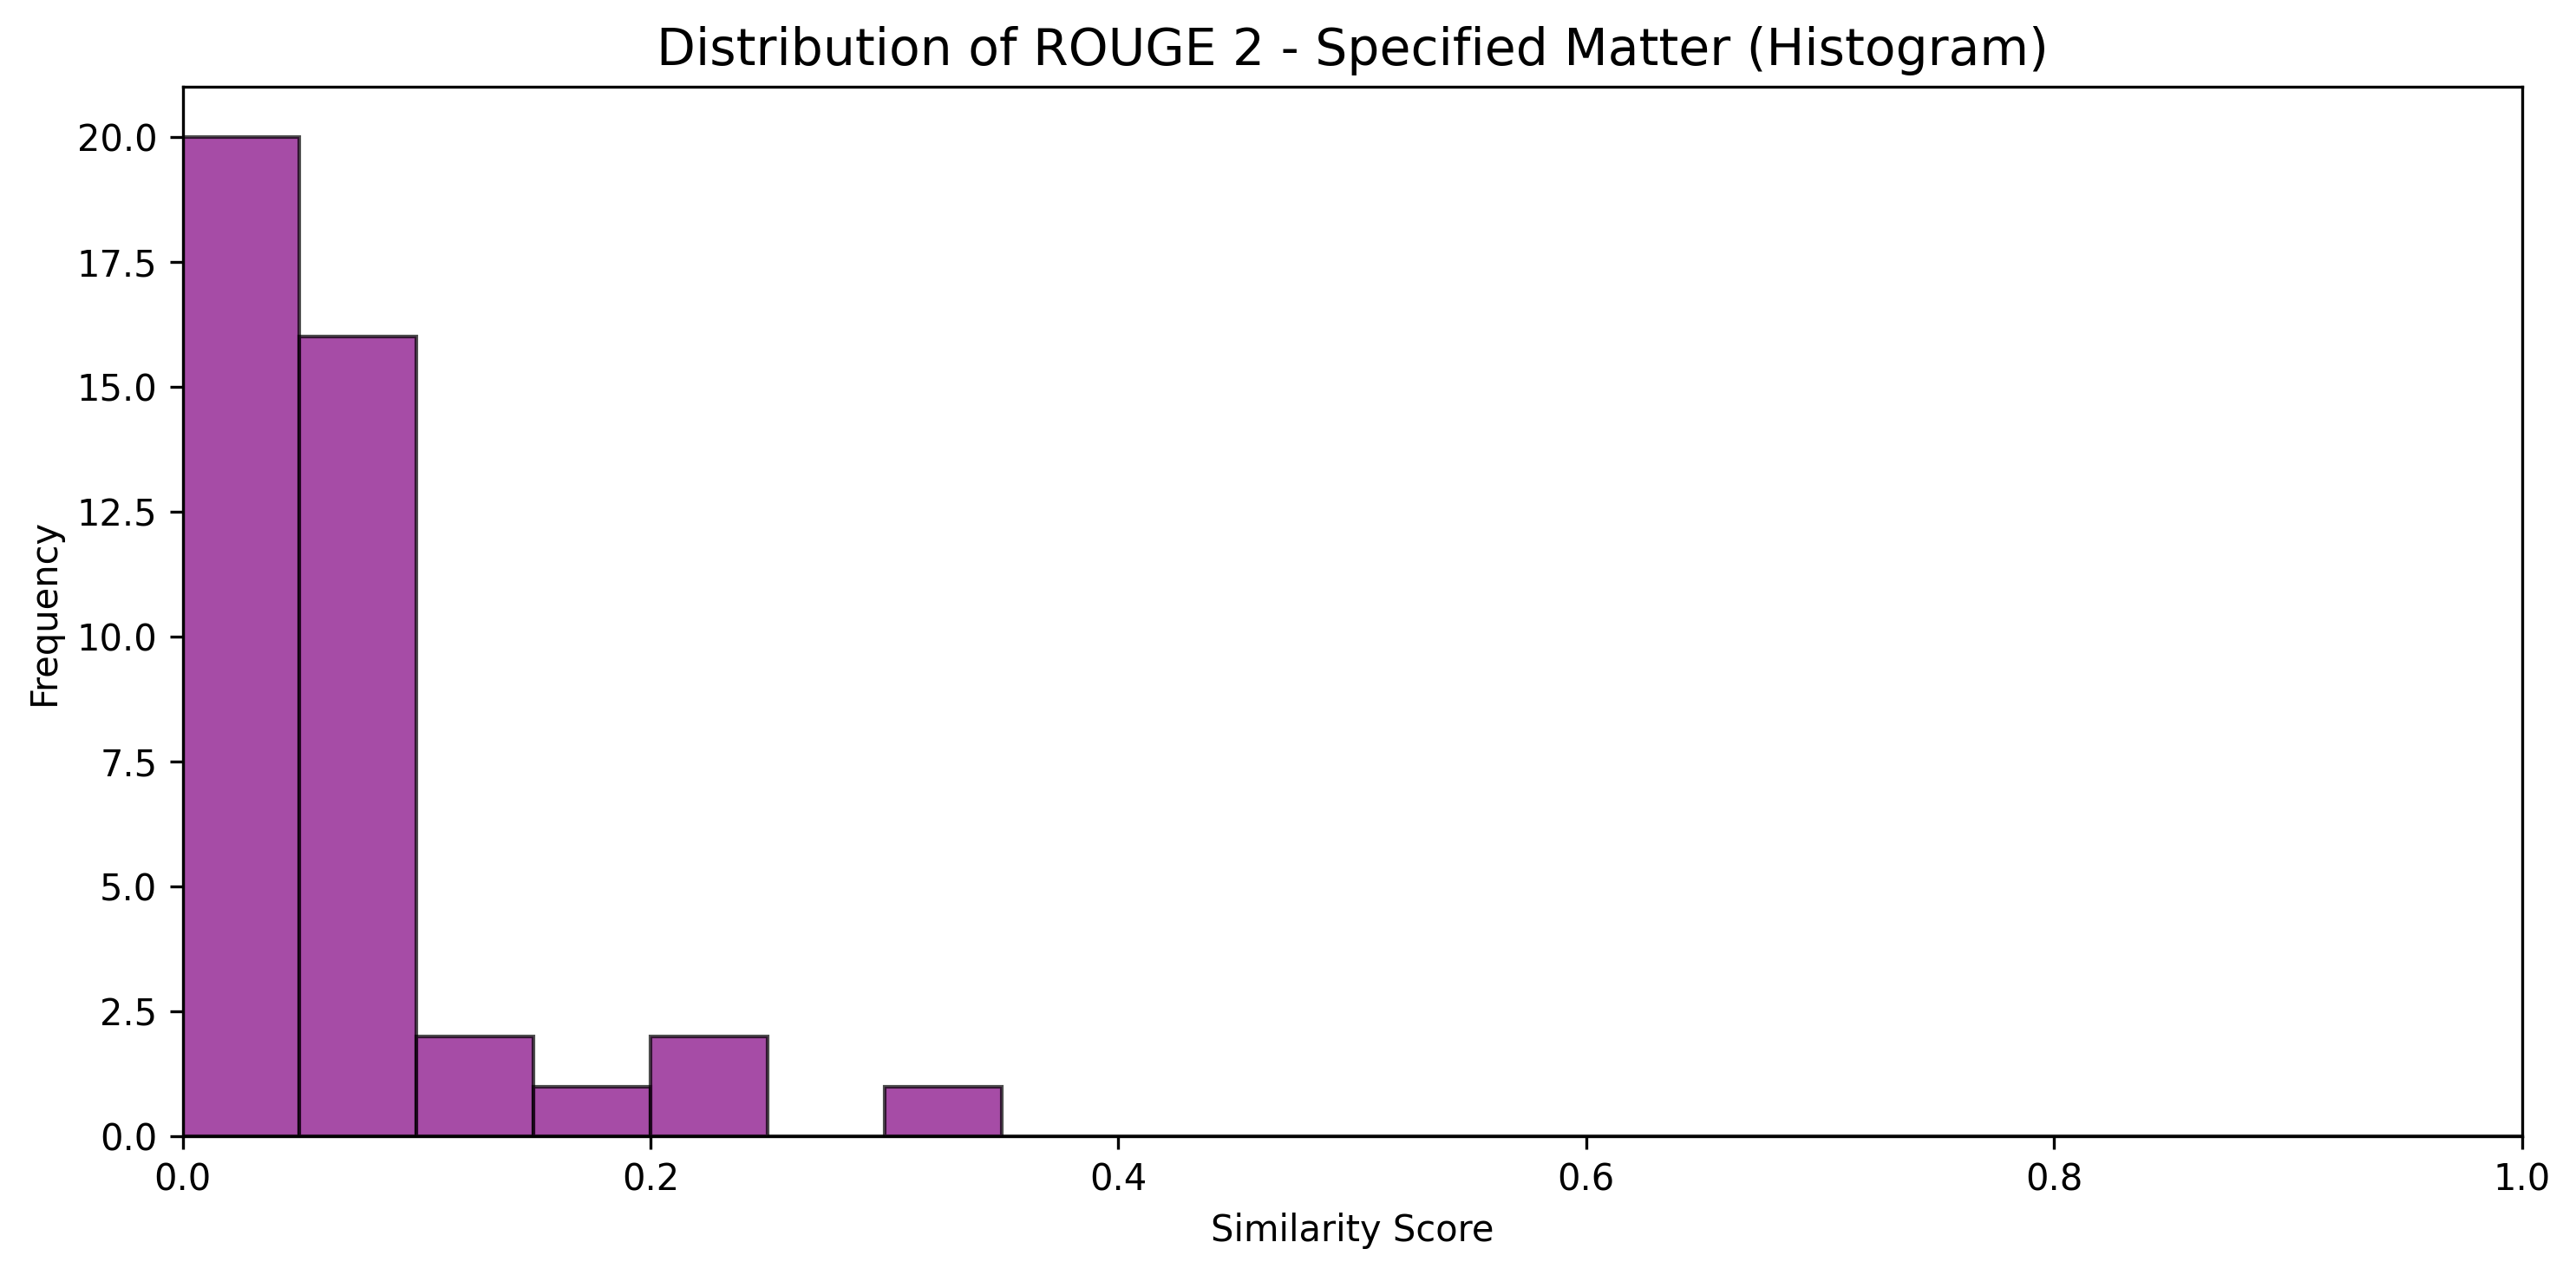 Distribution of ROUGE 2 - Specified Matter (Histogram)
20.0
17.5
15.0
12.5
10.0
7.5
5.0
2.5
0.0
Frequency
0.0 0.2 0.4 0.6 0.8 1.0
Similarity Score